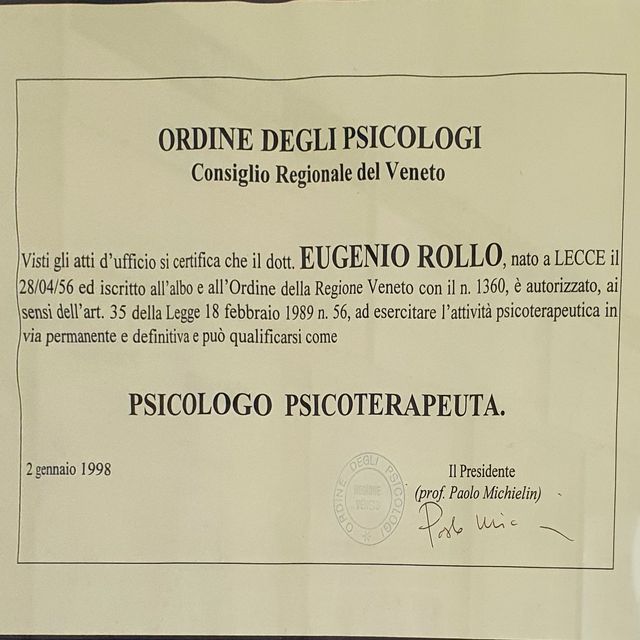 ORDINE DEGLI PSICOLOGI
Consiglio Regionale del Veneto
Visti gli atti d'ufficio si certifica che il dott. EUGENIO ROLLO, nato a LECCE il
28/04/56 ed iscritto all'albo e all'Ordine della Regione Veneto con il n. 1360, è autorizzato, ai
sensi dell'art. 35 della Legge 18 febbraio 1989 n. 56, ad esercitare l'attività psicoterapeutica in
via permanente e definitiva e può qualificarsi come
PSICOLOGO PSICOTERAPEUTA.
2 gennaio 1998
ORDINE DEGLI PSICOLOGI
REGIONE
VENETO
Il Presidente
(prof. Paolo Michielin)